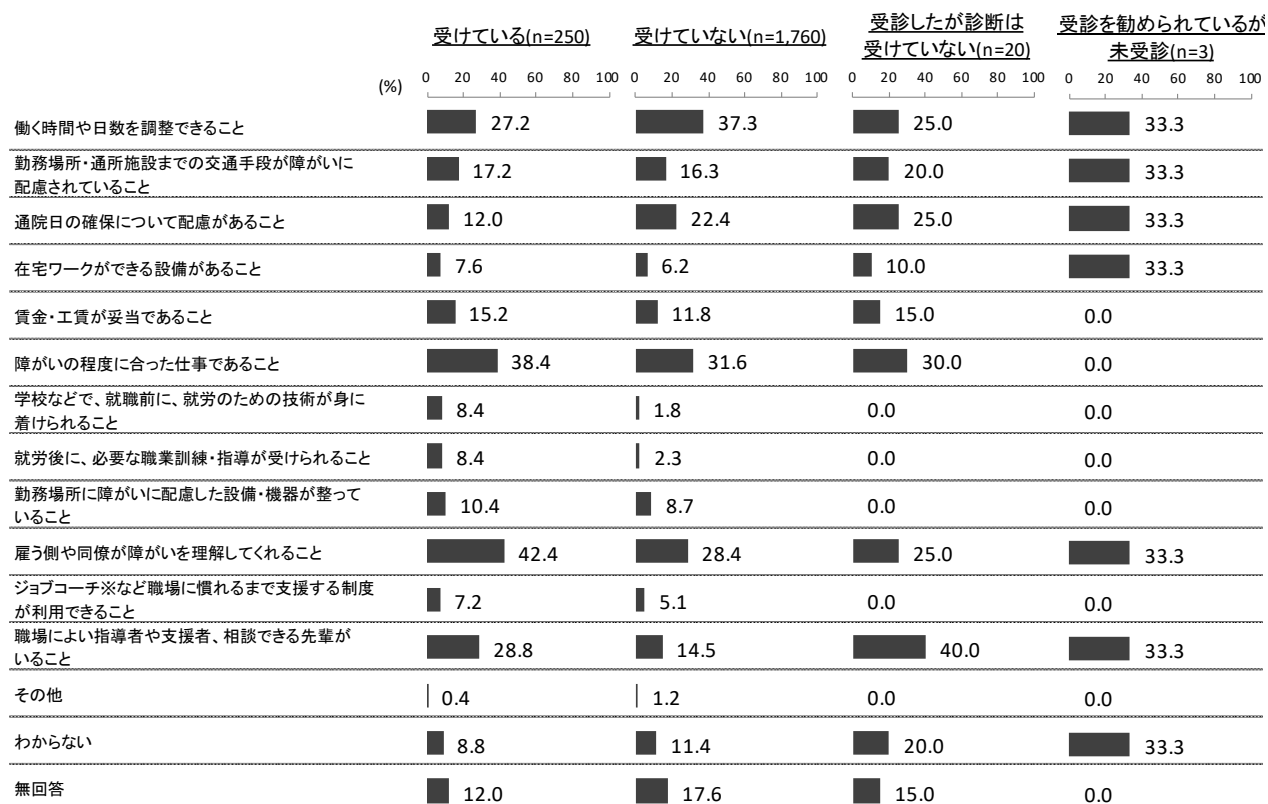 受けている(n=250) 受けていない(n=1,760) 受診したが診断は 受診を勧められているが
受けていない(n=20) 未受診(n=3)
(%) 0 20 40 60 80 100 0 20 40 60 80 100 0 20 40 60 80 100 0 20 40 60 80 100
働く時間や日数を調整できること 27.2 37.3 25.0 33.3
勤務場所・通所施設までの交通手段が障がいに
配慮されていること 17.2 16.3 20.0 33.3
通院日の確保について配慮があること 12.0 22.4 25.0 33.3
在宅ワークができる設備があること 7.6 6.2 10.0 33.3
賃金・工賃が妥当であること 15.2 11.8 15.0 0.0
障がいの程度に合った仕事であること 38.4 31.6 30.0 0.0
学校などで、就職前に、就労のための技術が身に
着けられること 8.4 1.8 0.0 0.0
就労後に、必要な職業訓練・指導が受けられること 8.4 2.3 0.0 0.0
勤務場所に障がいに配慮した設備・機器が整って
いること 10.4 8.7 0.0 0.0
雇う側や同僚が障がいを理解してくれること 42.4 28.4 25.0 33.3
ジョブコーチ※など職場に慣れるまで支援する制度
が利用できること 7.2 5.1 0.0 0.0
職場によい指導者や支援者、相談できる先輩が
いること 28.8 14.5 40.0 33.3
その他 0.4 1.2 0.0 0.0
わからない 8.8 11.4 20.0 33.3
無回答 12.0 17.6 15.0 0.0